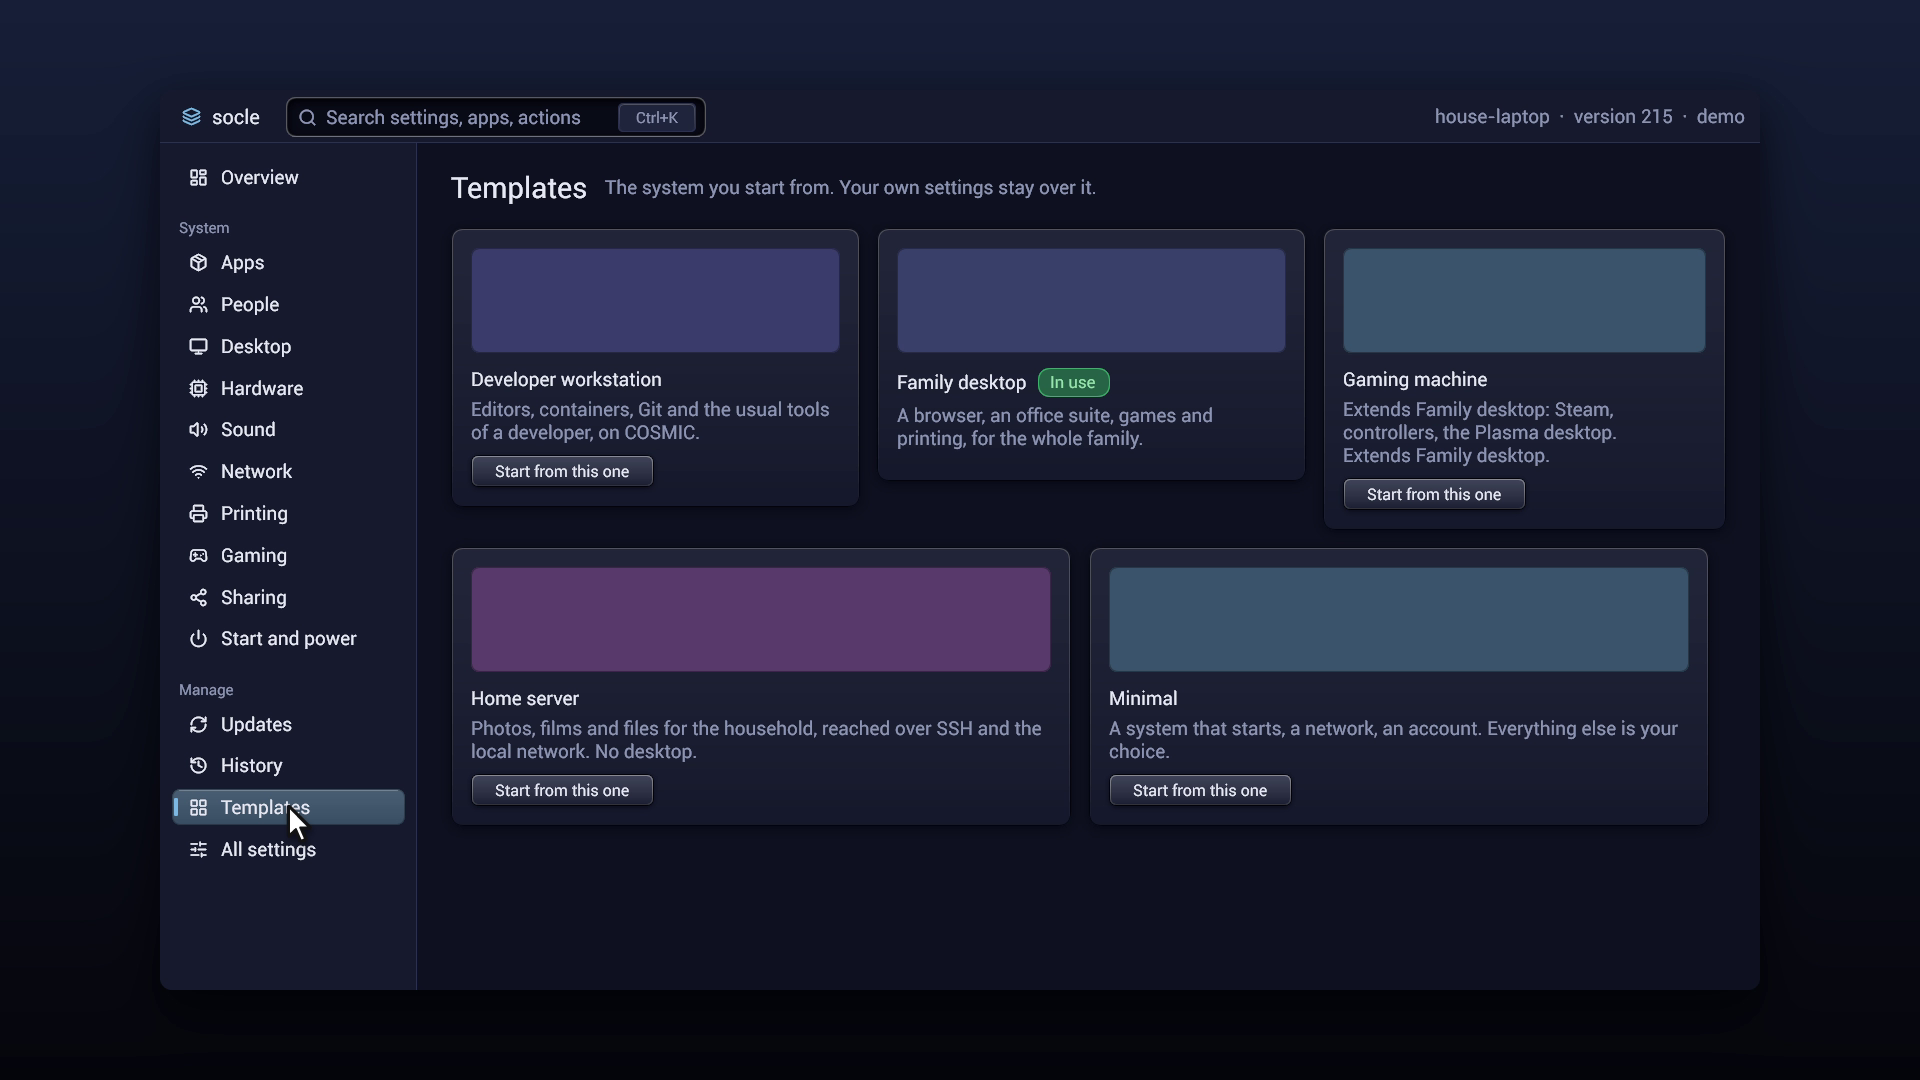 socle
Search settings, apps, actions
Ctrl+K
house-laptop · version 215 · demo
Overview
System
Apps
People
Desktop
Hardware
Sound
Network
Printing
Gaming
Sharing
Start and power
Manage
Updates
History
Templates
All settings
Templates
The system you start from. Your own settings stay over it.
Developer workstation
Editors, containers, Git and the usual tools
of a developer, on COSMIC.
Start from this one
Family desktop
In use
A browser, an office suite, games and
printing, for the whole family.
Gaming machine
Extends Family desktop: Steam,
controllers, the Plasma desktop.
Extends Family desktop.
Start from this one
Home server
Photos, films and files for the household, reached over SSH and the
local network. No desktop.
Start from this one
Minimal
A system that starts, a network, an account. Everything else is your
choice.
Start from this one